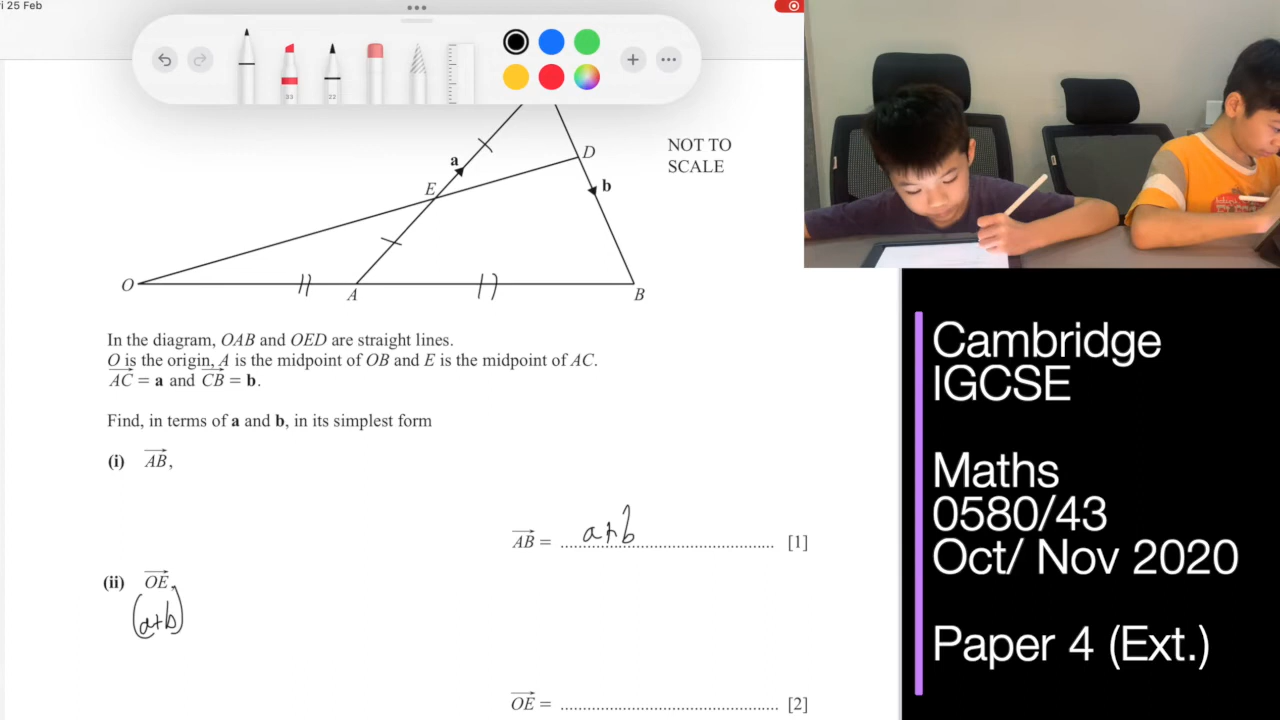 ri 25 Feb
33
22
NOT TO
SCALE
a
D
E
b
O
A
B
In the diagram, OAB and OED are straight lines.
O is the origin, A is the midpoint of OB and E is the midpoint of AC.
AC = a and CB = b.
Find, in terms of a and b, in its simplest form
(i) AB,
AB = a+b [1]
(ii) OE,
(a+b)
OE = [2]
Cambridge
IGCSE
Maths
0580/43
Oct/ Nov 2020
Paper 4 (Ext.)